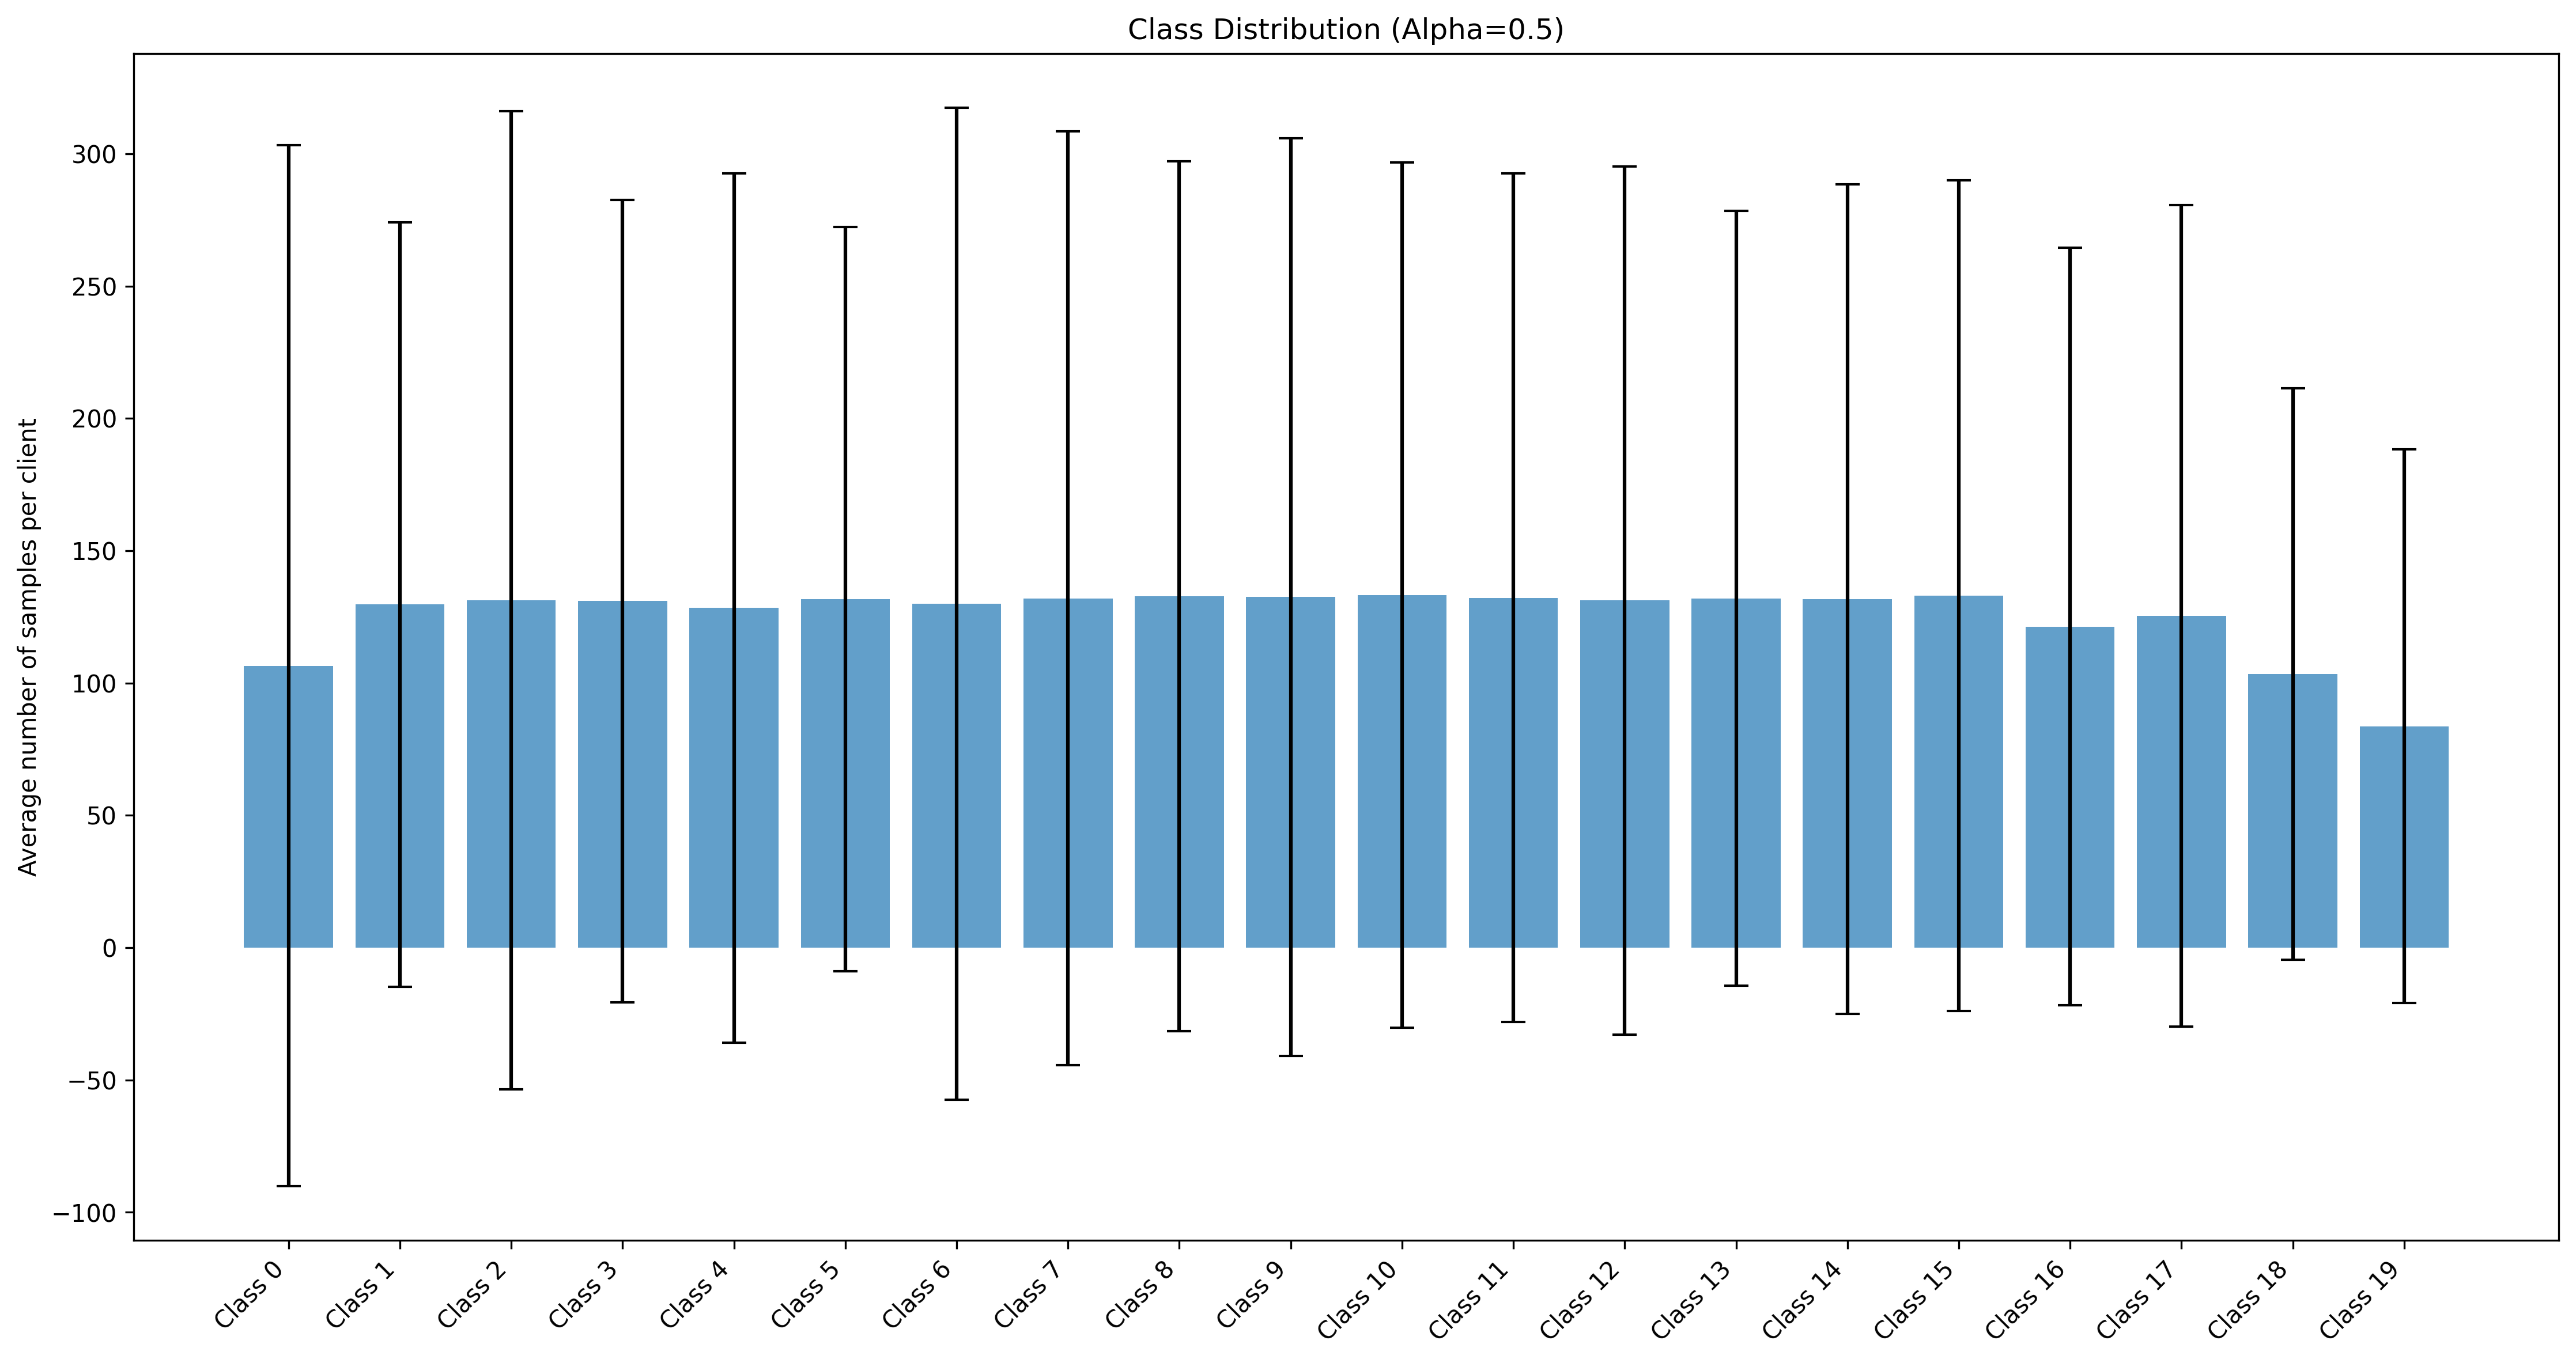 Class Distribution (Alpha=0.5)
Average number of samples per client
300
250
200
150
100
50
0
−50
−100
Class 0
Class 1
Class 2
Class 3
Class 4
Class 5
Class 6
Class 7
Class 8
Class 9
Class 10
Class 11
Class 12
Class 13
Class 14
Class 15
Class 16
Class 17
Class 18
Class 19